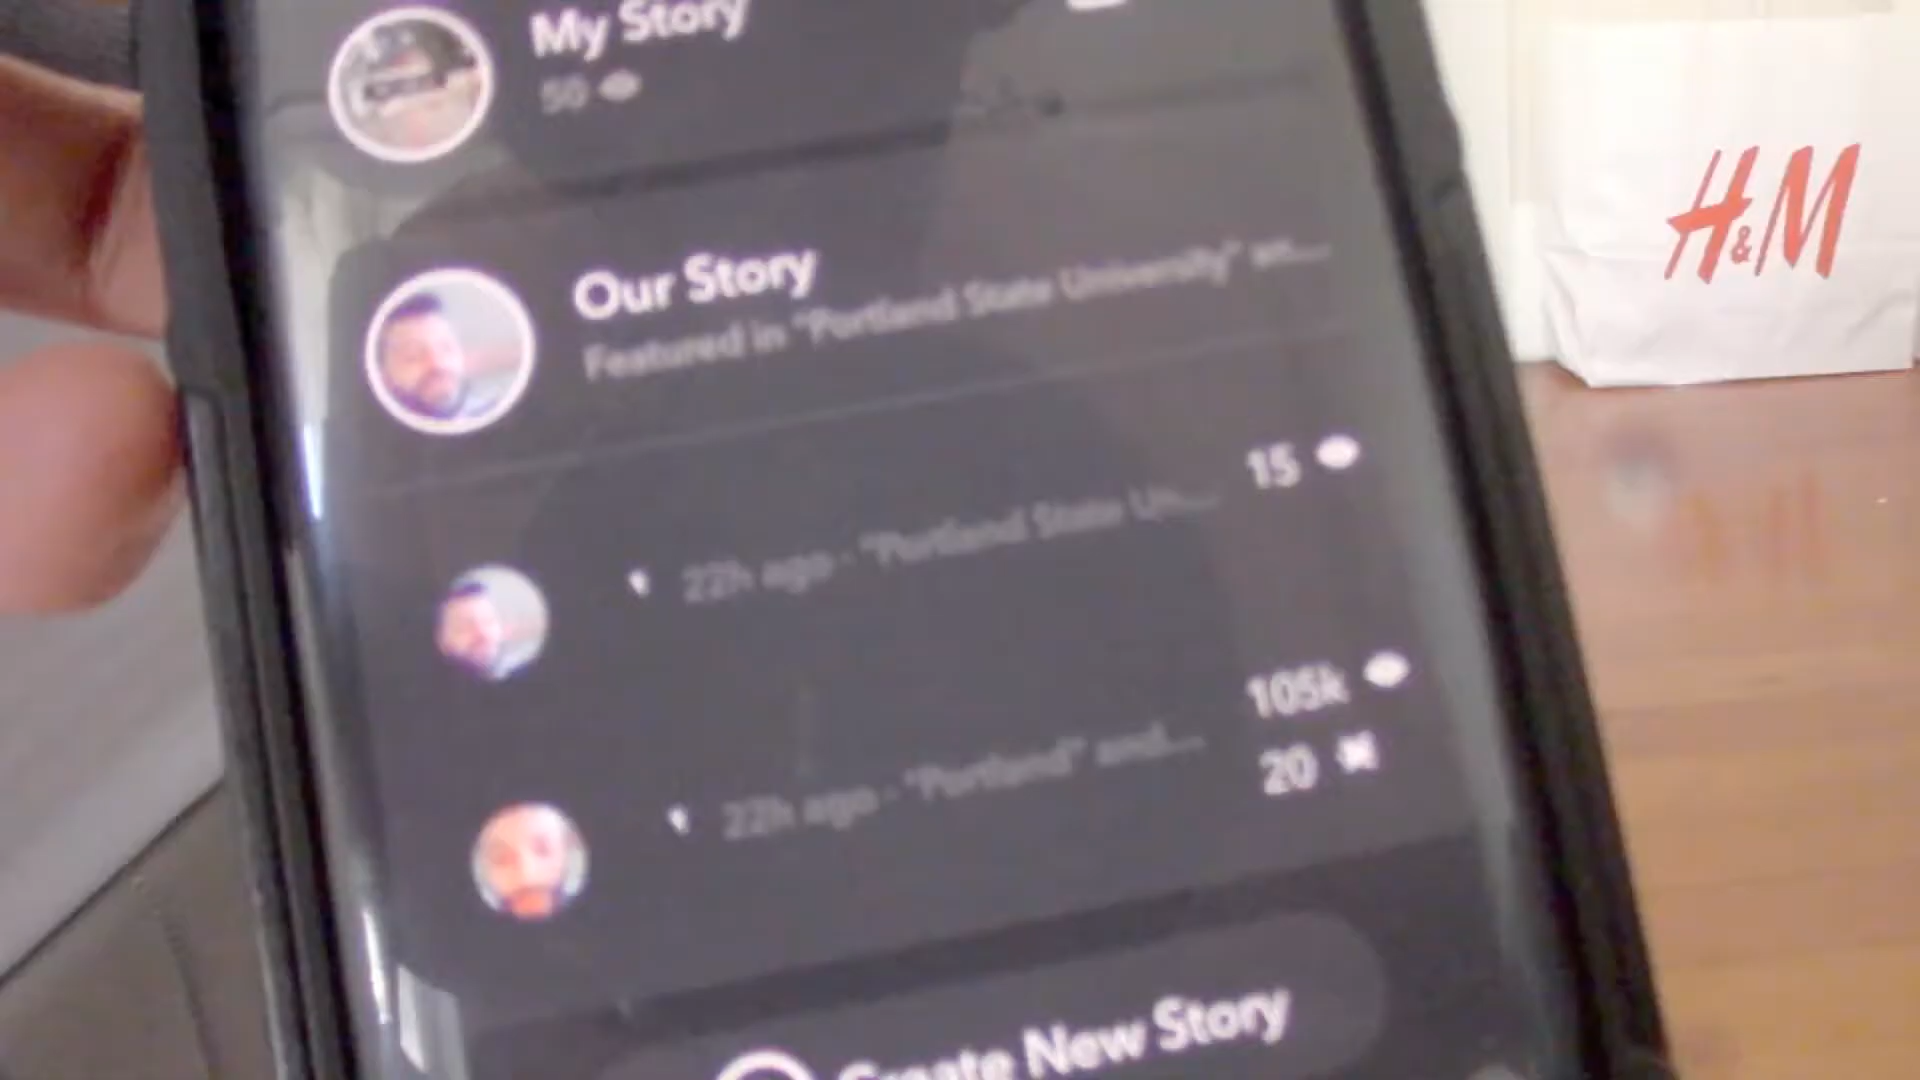 My Story
50
Our Story
Featured in "Portland State University" an...
15
22h ago · "Portland State Un...
105k
22h ago · "Portland" and...
20
Create New Story
H&M